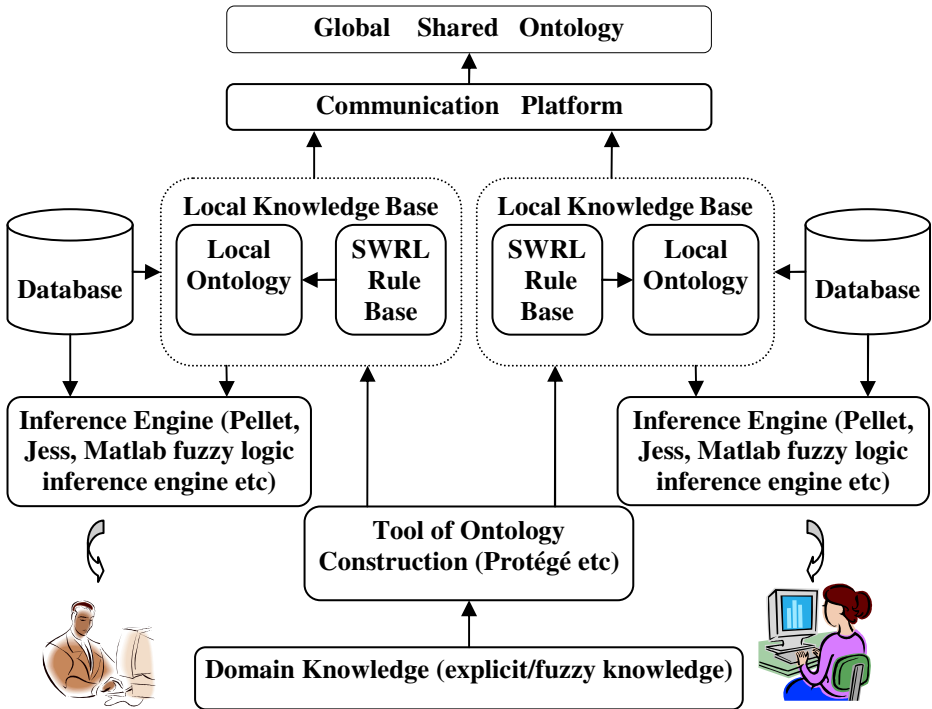 Global Shared Ontology
Communication Platform
Local Knowledge Base
Local
Ontology
SWRL
Rule
Base
Local Knowledge Base
SWRL
Rule
Base
Local
Ontology
Database
Database
Inference Engine (Pellet,
Jess, Matlab fuzzy logic
inference engine etc)
Inference Engine (Pellet,
Jess, Matlab fuzzy logic
inference engine etc)
Tool of Ontology
Construction (Protégé etc)
Domain Knowledge (explicit/fuzzy knowledge)